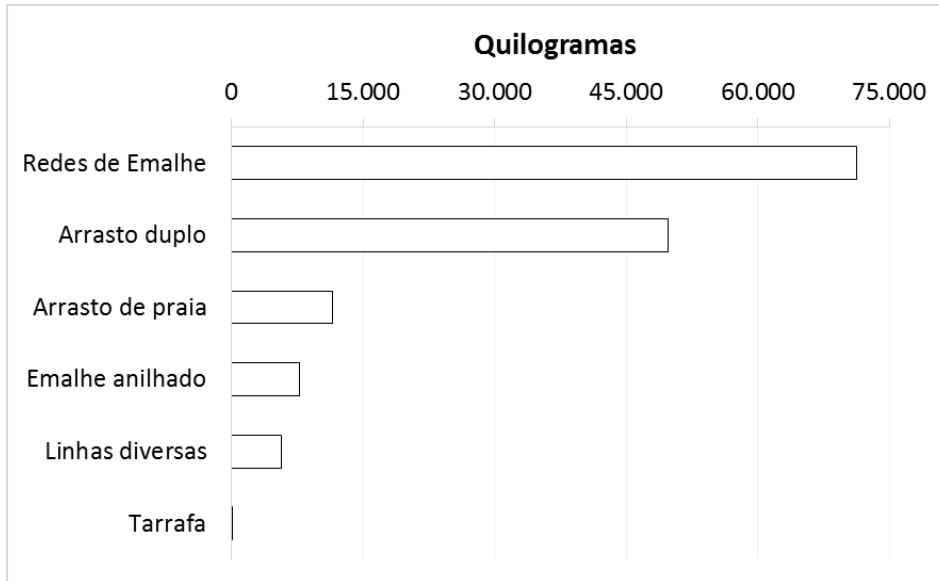 Quilogramas
0 15.000 30.000 45.000 60.000 75.000
Redes de Emalhe
Arrasto duplo
Arrasto de praia
Emalhe anilhado
Linhas diversas
Tarrafa